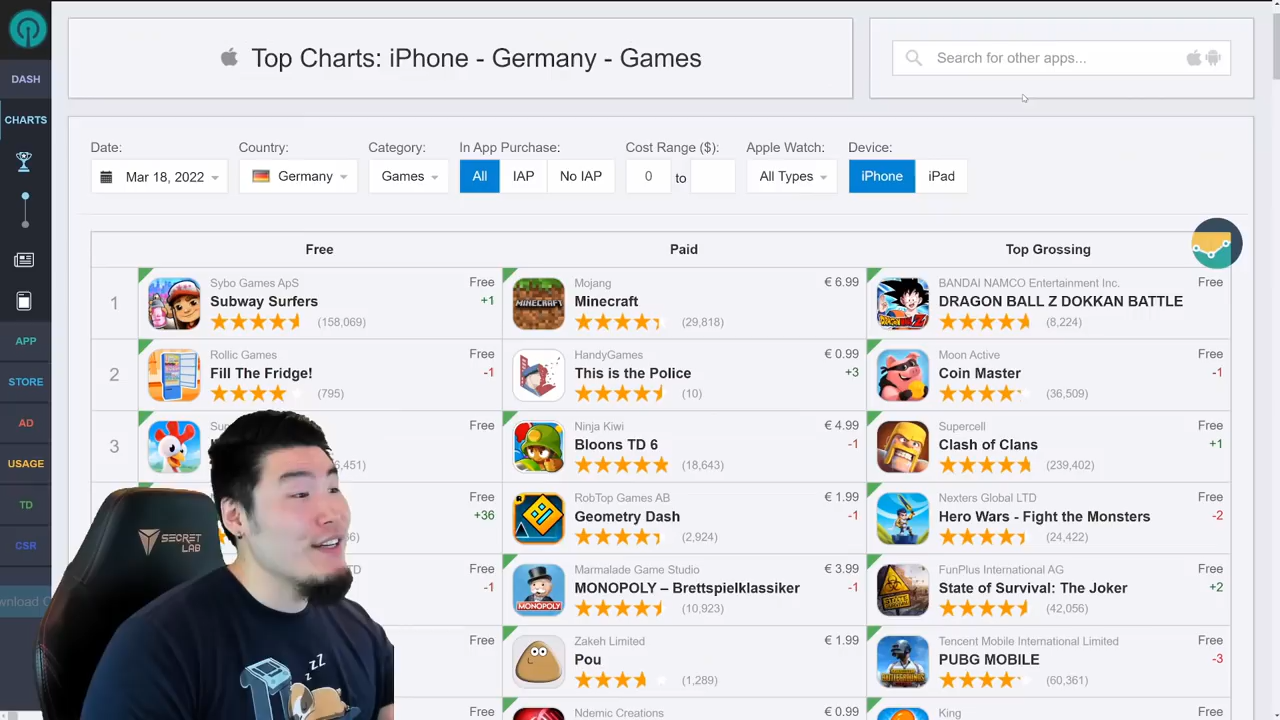 DASH
CHARTS
APP
STORE
AD
USAGE
TD
CSR
Top Charts: iPhone - Germany - Games
Search for other apps...
Date:
Mar 18, 2022
Country:
Germany
Category:
Games
In App Purchase:
All
IAP
No IAP
Cost Range ($):
0
to
Apple Watch:
All Types
Device:
iPhone
iPad
Free
Paid
Top Grossing
1
Sybo Games ApS
Free
Subway Surfers
+1
(158,069)
Mojang
€ 6.99
Minecraft
(29,818)
MINECRAFT
BANDAI NAMCO Entertainment Inc.
Free
DRAGON BALL Z DOKKAN BATTLE
(8,224)
2
Rollic Games
Free
Fill The Fridge!
-1
(795)
HandyGames
€ 0.99
This is the Police
+3
(10)
Moon Active
Free
Coin Master
-1
(36,509)
3
Free
Ninja Kiwi
€ 4.99
Bloons TD 6
-1
(18,643)
Supercell
Free
Clash of Clans
+1
(239,402)
Free
+36
RobTop Games AB
€ 1.99
Geometry Dash
-1
(2,924)
Nexters Global LTD
Free
Hero Wars - Fight the Monsters
-2
(24,422)
Free
-1
Marmalade Game Studio
€ 3.99
MONOPOLY – Brettspielklassiker
-1
(10,923)
FunPlus International AG
Free
State of Survival: The Joker
+2
(42,056)
Free
Zakeh Limited
€ 1.99
Pou
(1,289)
Tencent Mobile International Limited
Free
PUBG MOBILE
-3
(60,361)
Free
Ndemic Creations
€ 0.99
King
Free
SECRET
LAB
zZ